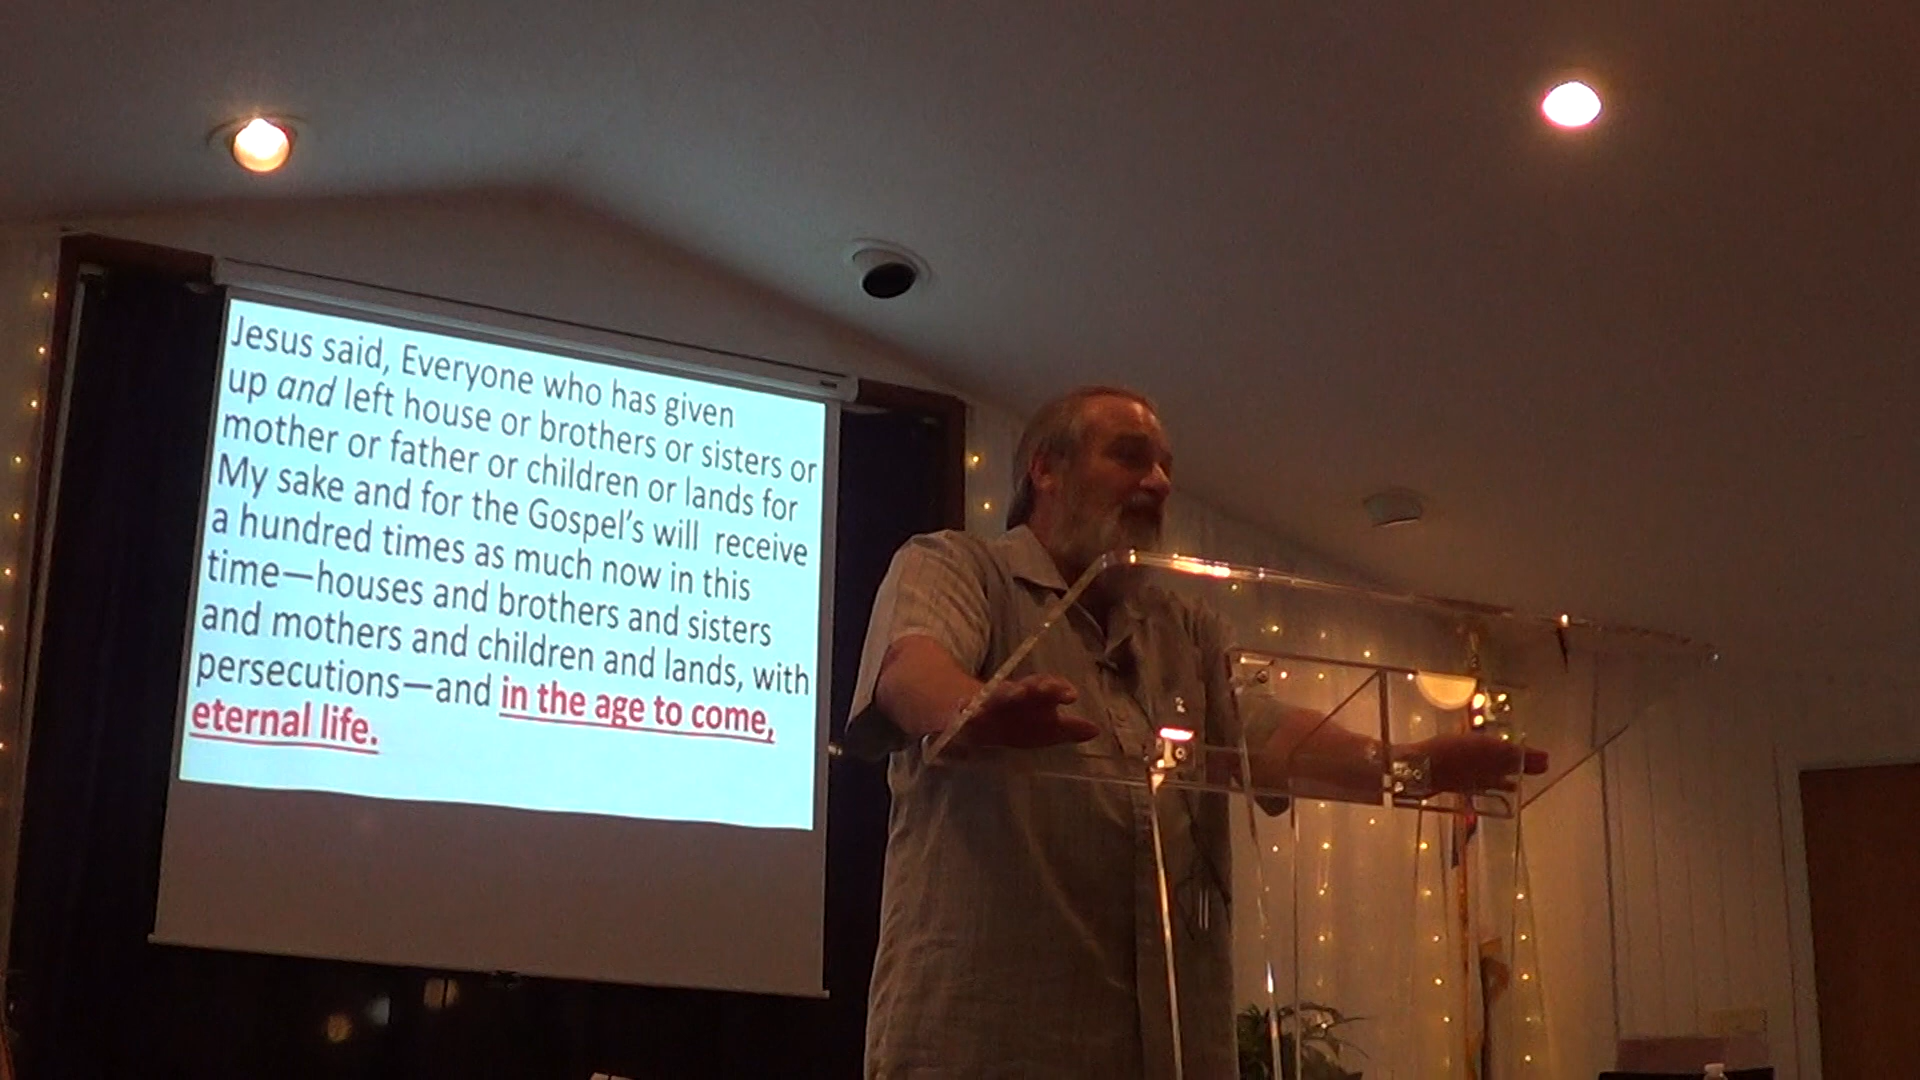 Jesus said, Everyone who has given
up and left house or brothers or sisters or
mother or father or children or lands for
My sake and for the Gospel's will receive
a hundred times as much now in this
time—houses and brothers and sisters
and mothers and children and lands, with
persecutions—and in the age to come,
eternal life.